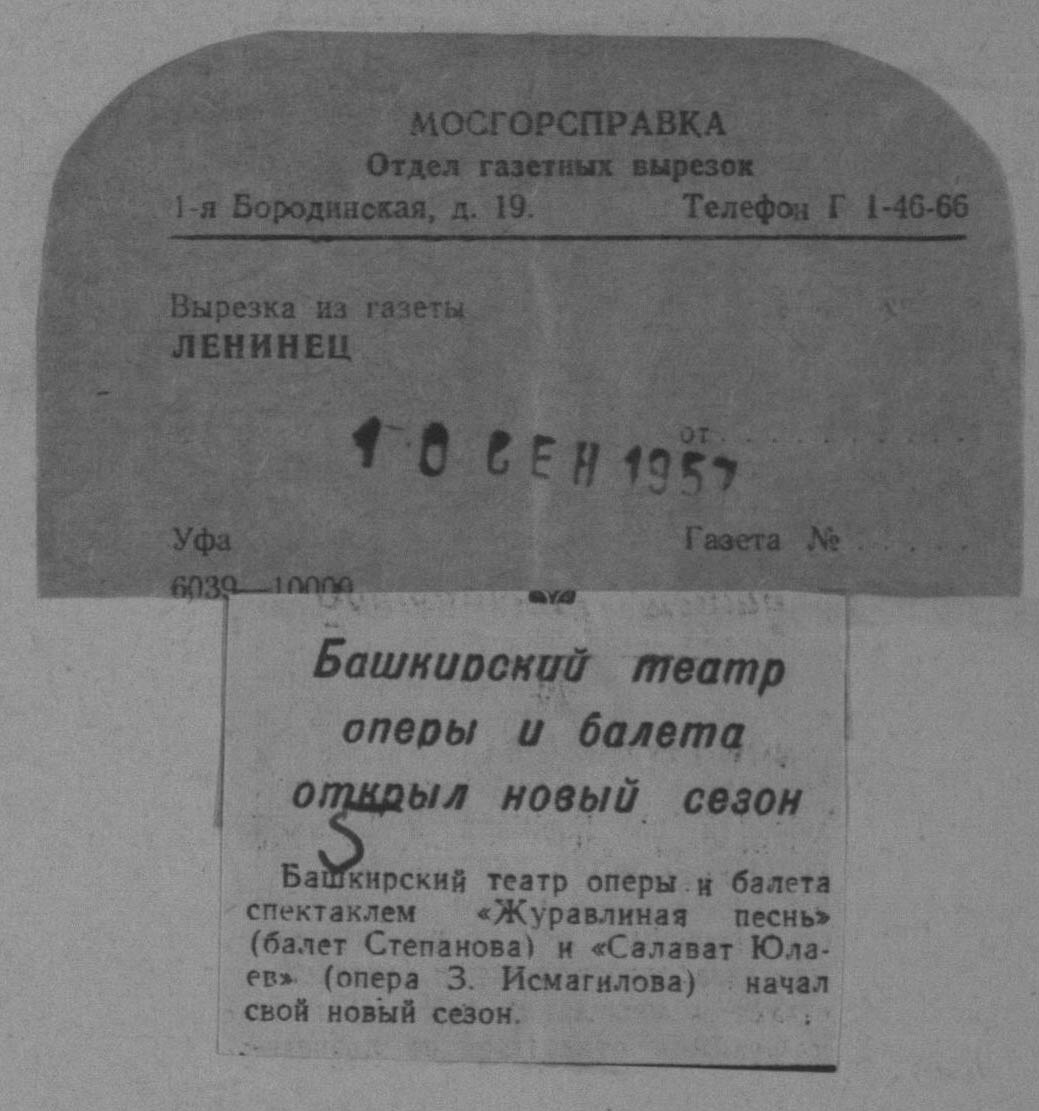 МОСГОРСПРАВКА
Отдел газетных вырезок
1-я Бородинская, д. 19. Телефон Г 1-46-66
Вырезка из газеты
ЛЕНИНЕЦ
от . . . . . . . . . . .
10 СЕН 1957
Уфа Газета № . . . . .
6039—10000
Башкирский театр
оперы и балета
открыл новый сезон
5
Башкирский театр оперы и балета
спектаклем «Журавлиная песнь»
(балет Степанова) и «Салават Юла-
ев» (опера З. Исмагилова) начал
свой новый сезон.